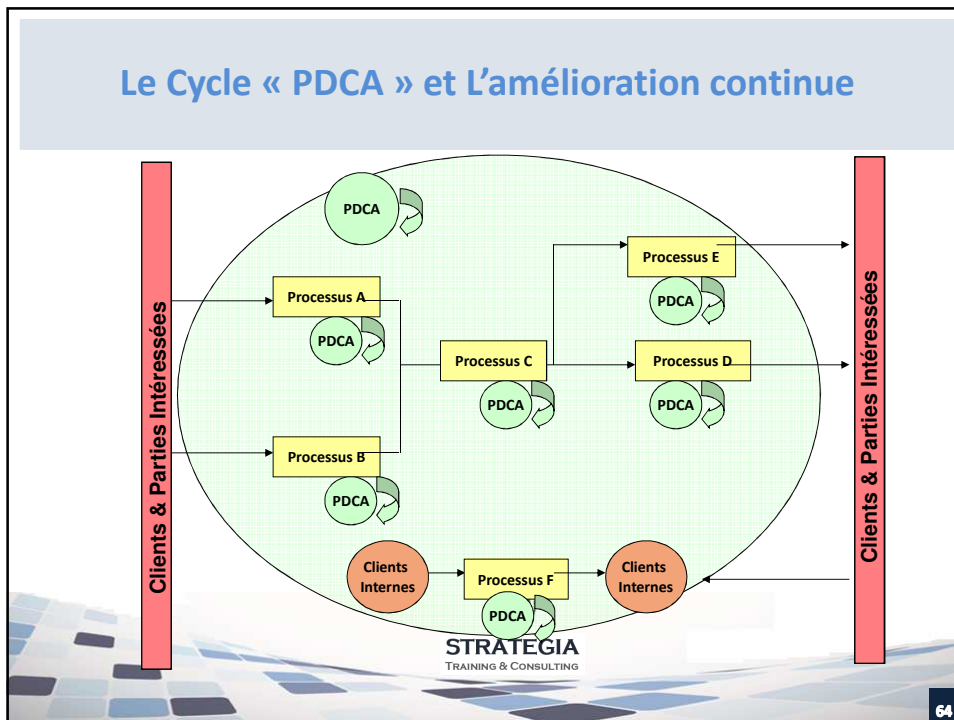 Le Cycle « PDCA » et L’amélioration continue
Clients & Parties Intéressées
PDCA
Processus A
PDCA
Processus B
PDCA
Processus C
PDCA
Processus E
PDCA
Processus D
PDCA
Clients
Internes
Processus F
PDCA
Clients
Internes
Clients & Parties Intéressées
STRATEGIA
TRAINING & CONSULTING
64